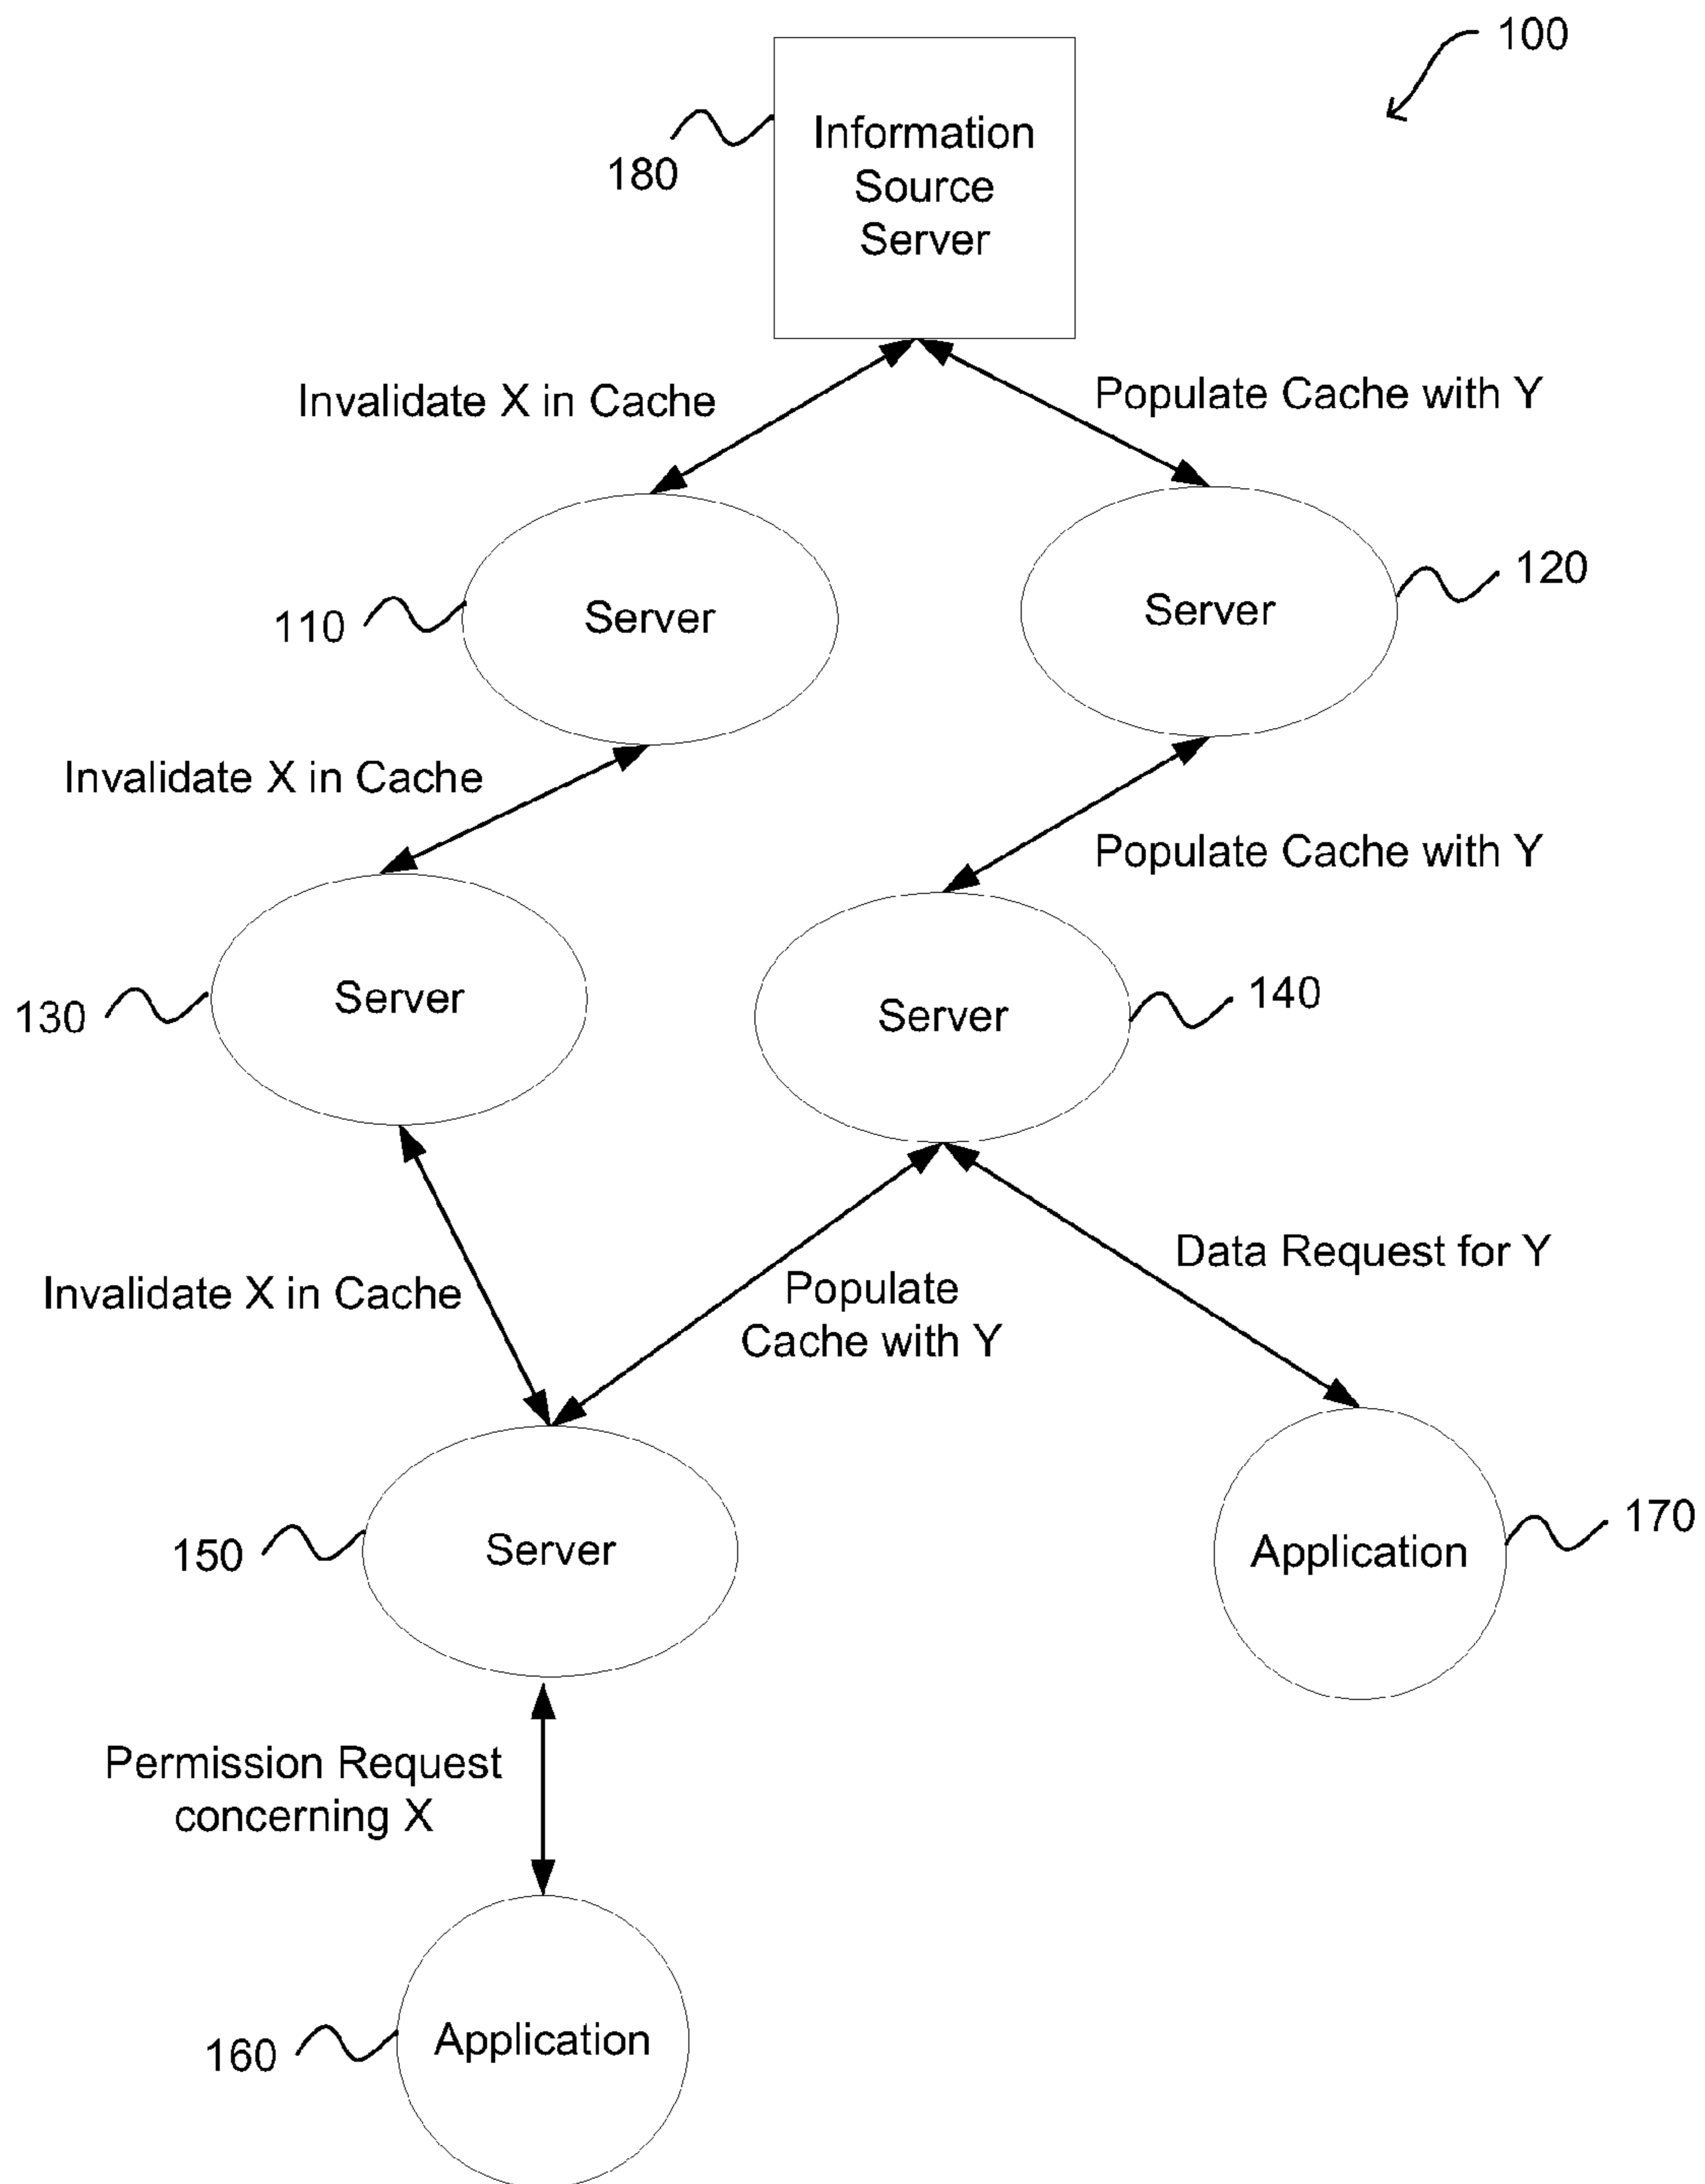 100
Information
Source
Server
180
Invalidate X in Cache
Populate Cache with Y
110
Server
Server
120
Invalidate X in Cache
Populate Cache with Y
130
Server
Server
140
Invalidate X in Cache
Populate
Cache with Y
Data Request for Y
150
Server
Application
170
Permission Request
concerning X
160
Application